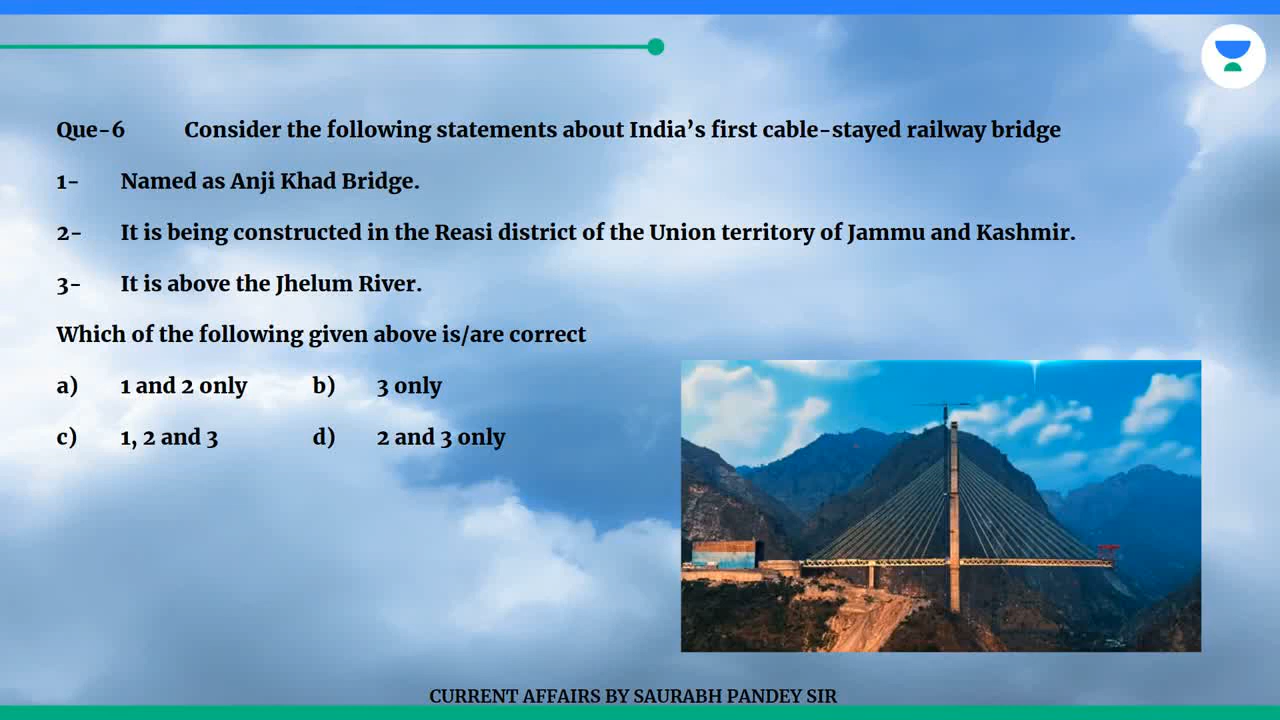 Que-6 Consider the following statements about India’s first cable-stayed railway bridge
1- Named as Anji Khad Bridge.
2- It is being constructed in the Reasi district of the Union territory of Jammu and Kashmir.
3- It is above the Jhelum River.
Which of the following given above is/are correct
a) 1 and 2 only b) 3 only
c) 1, 2 and 3 d) 2 and 3 only
CURRENT AFFAIRS BY SAURABH PANDEY SIR